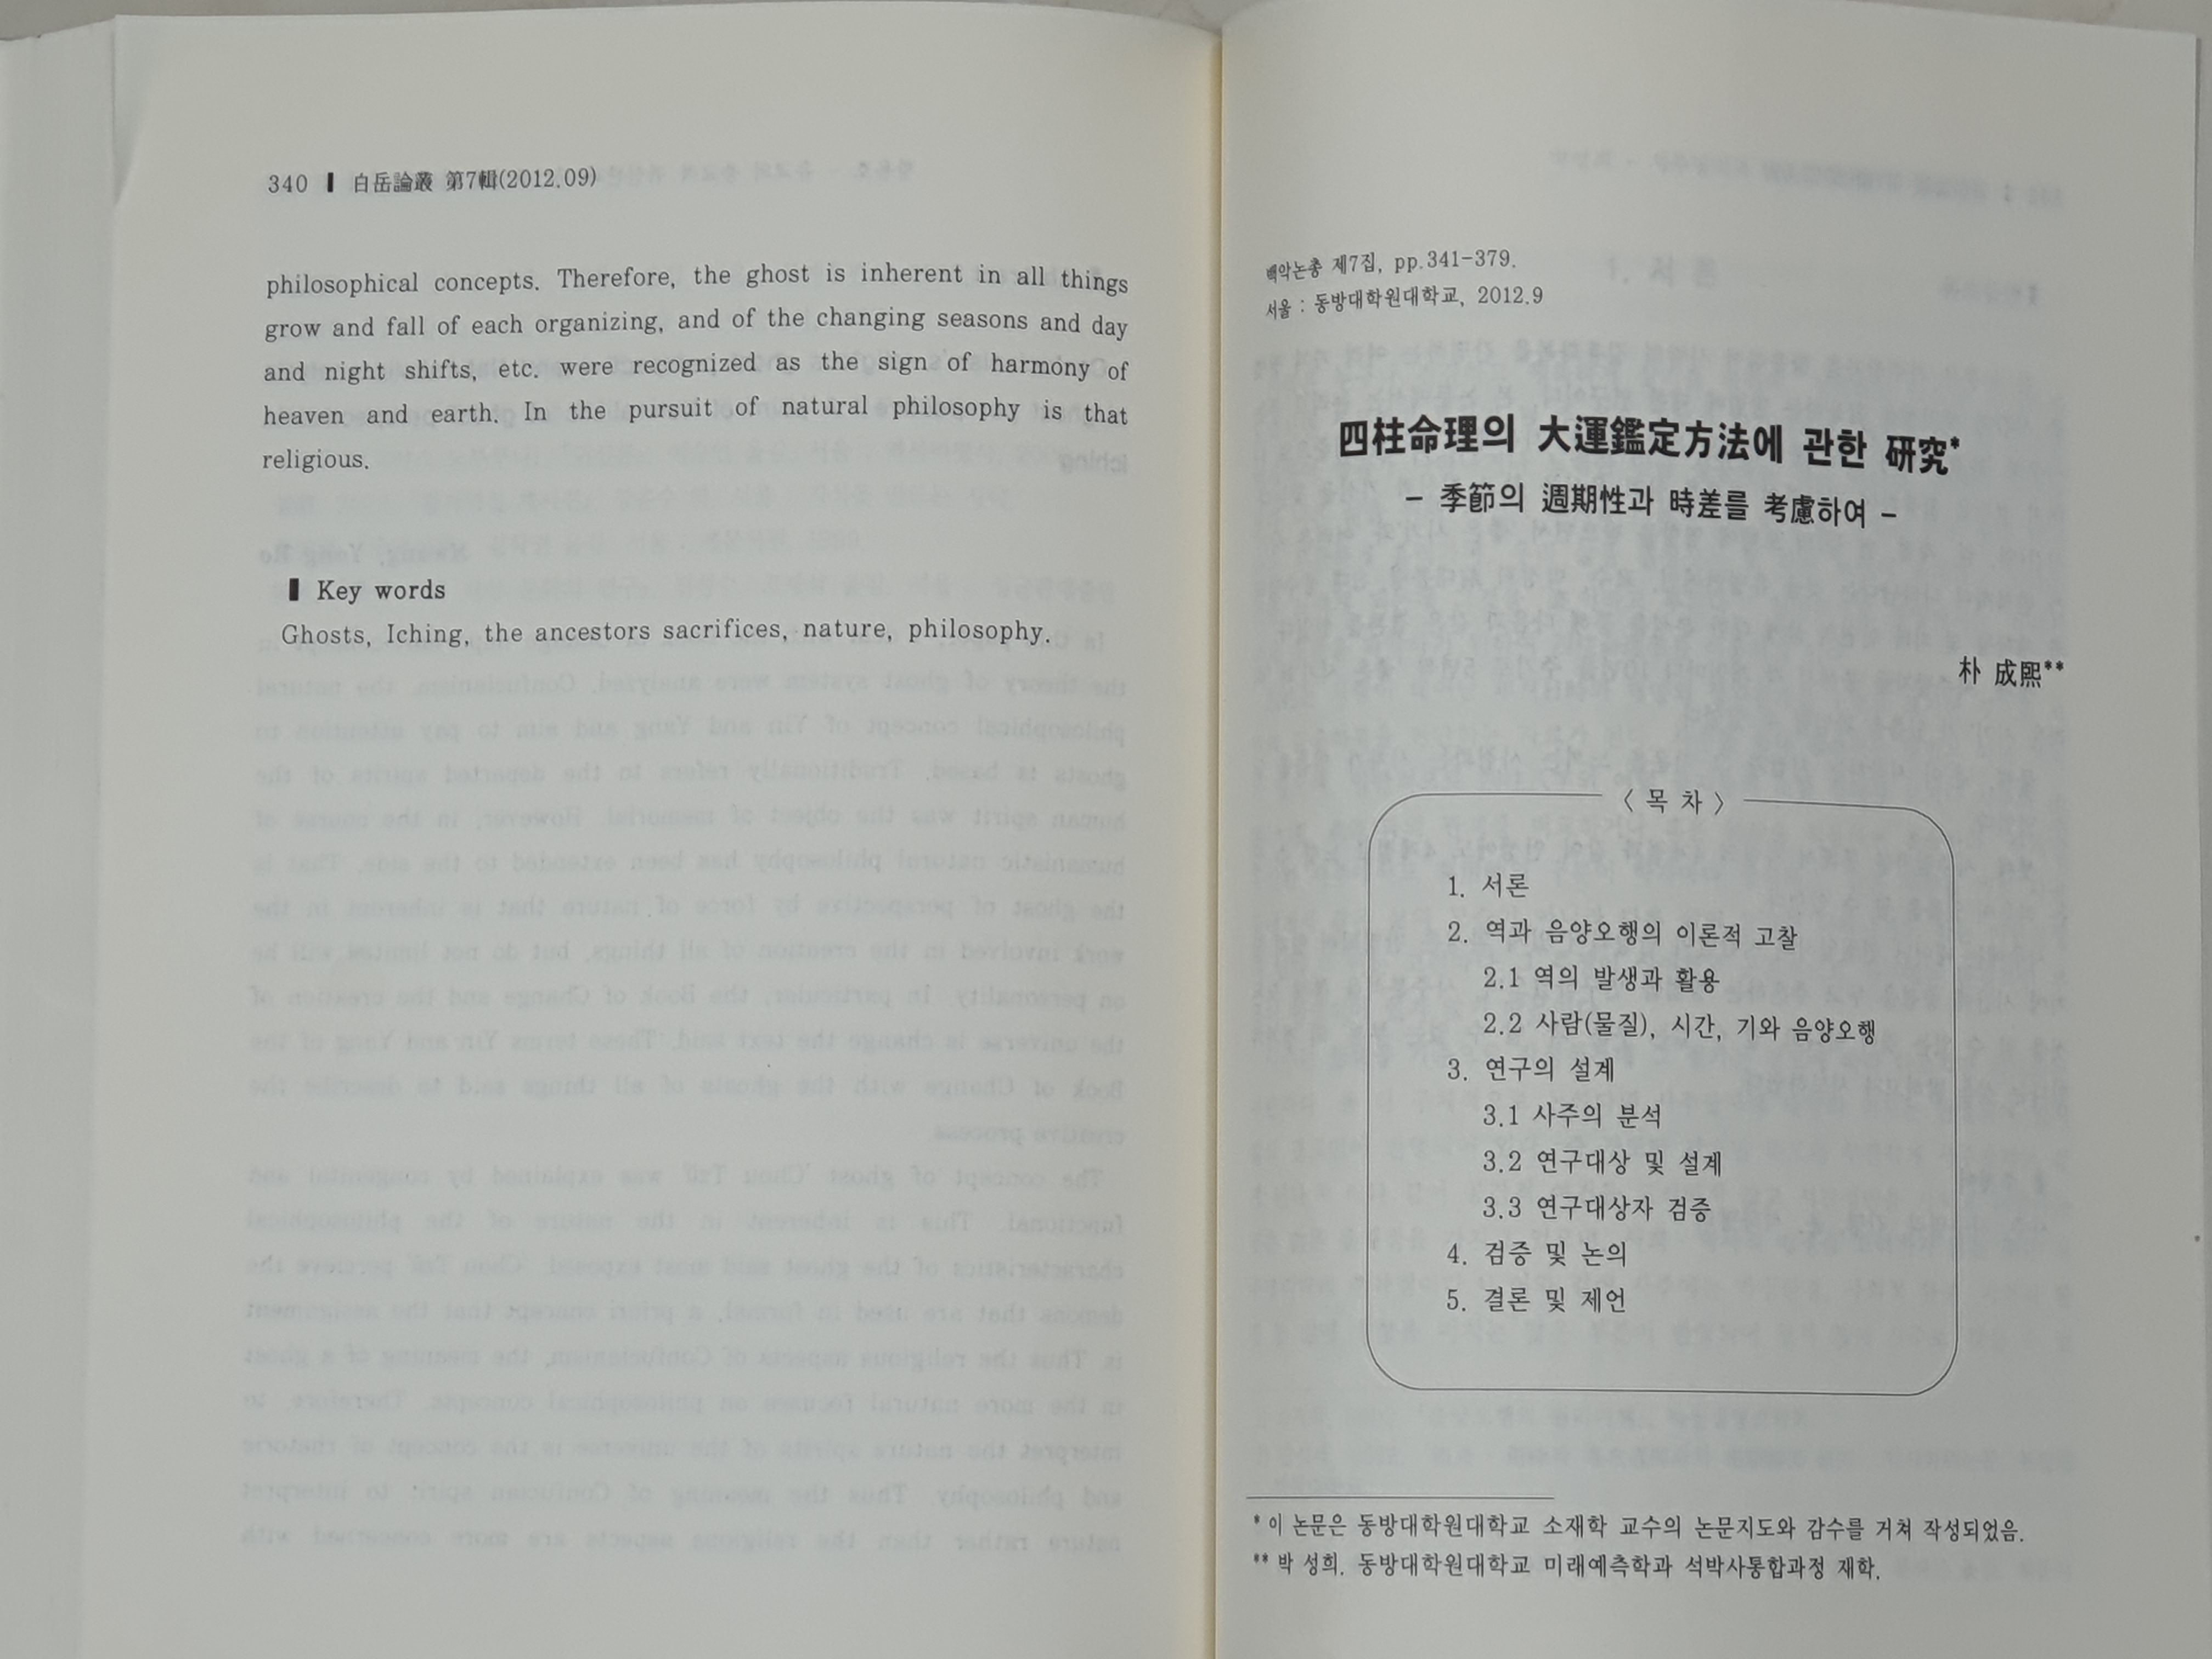 340 ▌ 白岳論叢 第7輯(2012.09)
philosophical concepts. Therefore, the ghost is inherent in all things
grow and fall of each organizing, and of the changing seasons and day
and night shifts, etc. were recognized as the sign of harmony of
heaven and earth. In the pursuit of natural philosophy is that
religious.
▌ Key words
Ghosts, Iching, the ancestors sacrifices, nature, philosophy.
백악논총 제7집, pp.341-379.
서울 : 동방대학원대학교, 2012.9
四柱命理의 大運鑑定方法에 관한 硏究*
- 季節의 週期性과 時差를 考慮하여 -
朴 成熙**
〈 목 차 〉
1. 서론
2. 역과 음양오행의 이론적 고찰
2.1 역의 발생과 활용
2.2 사람(물질), 시간, 기와 음양오행
3. 연구의 설계
3.1 사주의 분석
3.2 연구대상 및 설계
3.3 연구대상자 검증
4. 검증 및 논의
5. 결론 및 제언
* 이 논문은 동방대학원대학교 소재학 교수의 논문지도와 감수를 거쳐 작성되었음.
** 박 성희. 동방대학원대학교 미래예측학과 석박사통합과정 재학.